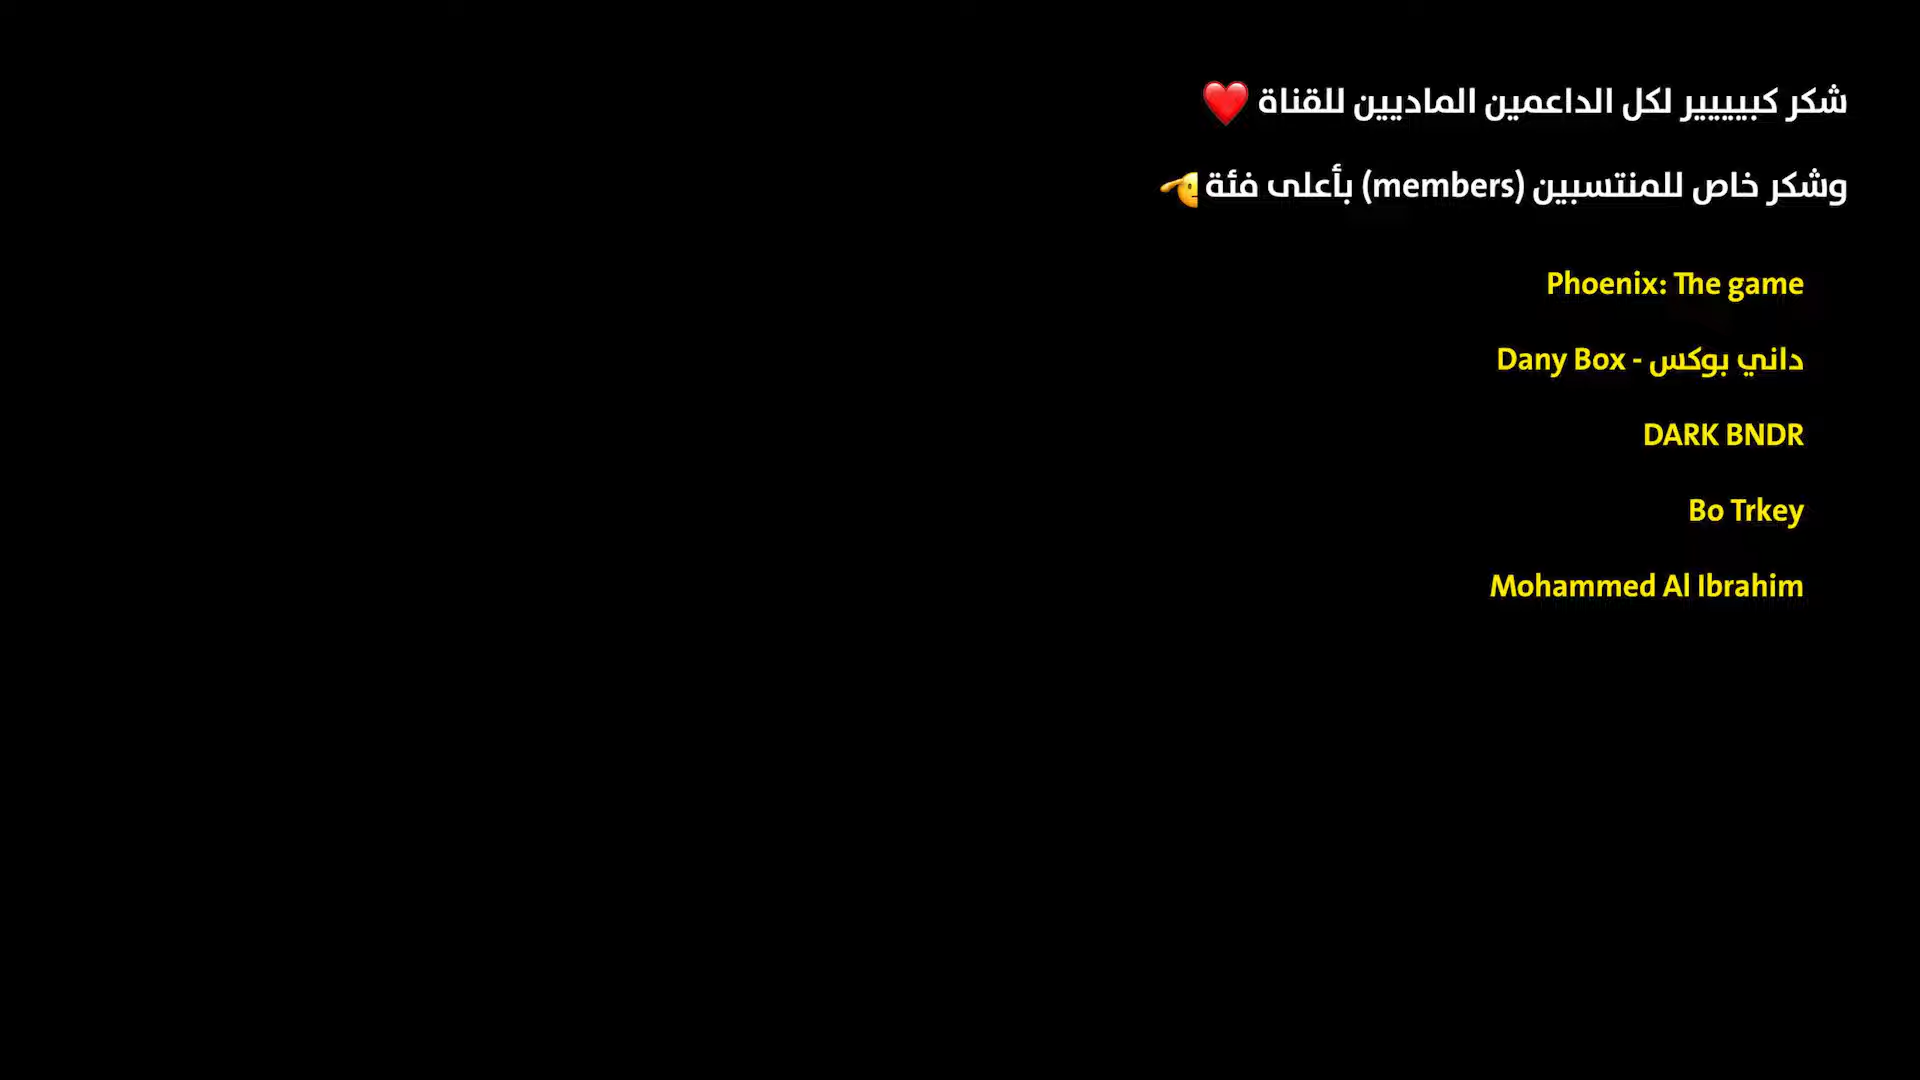 شكر كبيييير لكل الداعمين الماديين للقناة ❤️
وشكر خاص للمنتسبين (members) بأعلى فئة
Phoenix: The game
Dany Box - داني بوكس
DARK BNDR
Bo Trkey
Mohammed Al Ibrahim